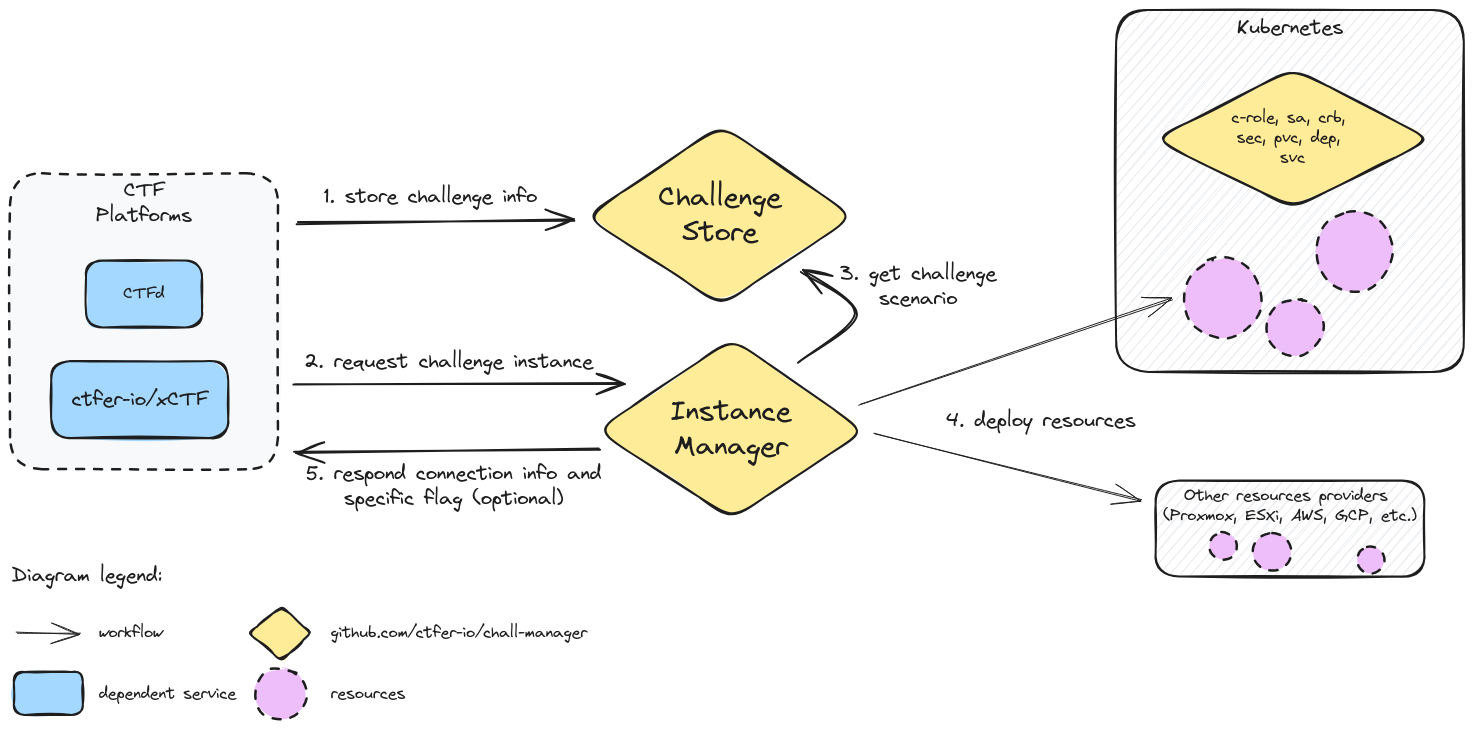 Kubernetes
c-role, sa, crb,
sec, pvc, dep,
svc
CTF
Platforms
CTFd
ctfer-io/xCTF
1. store challenge info
Challenge
Store
3. get challenge
scenario
2. request challenge instance
Instance
Manager
4. deploy resources
5. respond connection info and
specific flag (optional)
Other resources providers
(Proxmox, ESXi, AWS, GCP, etc.)
Diagram legend:
workflow
github.com/ctfer-io/chall-manager
dependent service
resources